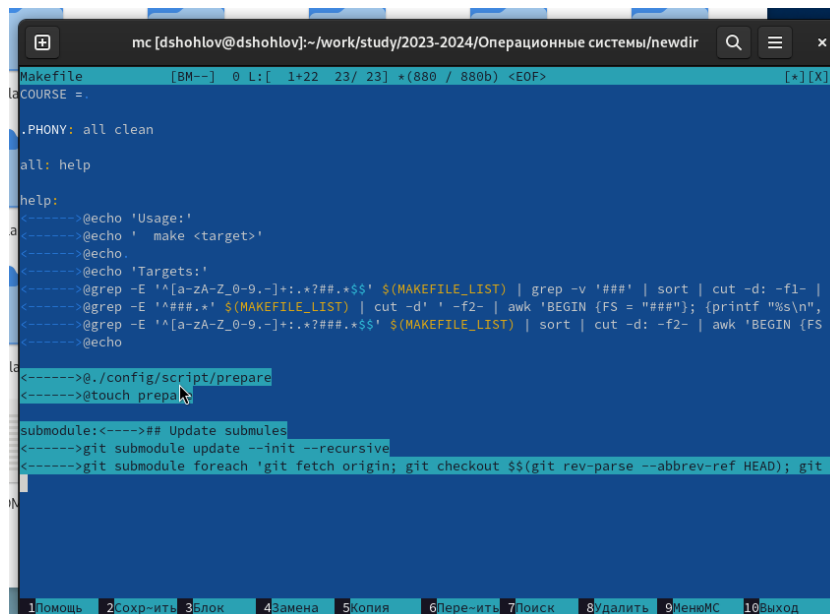 mc [dshohlov@dshohlov]:~/work/study/2023-2024/Операционные системы/newdir
Makefile [BM--] 0 L:[ 1+22 23/ 23] *(880 / 880b) <EOF> [*][X]
COURSE =.
.PHONY: all clean
all: help
help:
<------>@echo 'Usage:'
<------>@echo ' make <target>'
<------>@echo.
<------>@echo 'Targets:'
<------>@grep -E '^[a-zA-Z_0-9.-]+:.*?##.*$$' $(MAKEFILE_LIST) | grep -v '###' | sort | cut -d: -f1- |
<------>@grep -E '^###.*' $(MAKEFILE_LIST) | cut -d' ' -f2- | awk 'BEGIN {FS = "###"}; {printf "%s\n",
<------>@grep -E '^[a-zA-Z_0-9.-]+:.*?###.*$$' $(MAKEFILE_LIST) | sort | cut -d: -f2- | awk 'BEGIN {FS
<------>@echo
<------>@./config/script/prepare
<------>@touch
submodule:<---->## Update submules
<------>git submodule update --init --recursive
<------>git submodule foreach 'git fetch origin; git checkout $$(git rev-parse --abbrev-ref HEAD); git
1Помощь 2Сохр~ить 3Блок 4Замена 5Копия 6Пере~ить 7Поиск 8Удалить 9МенюМС 10Выход